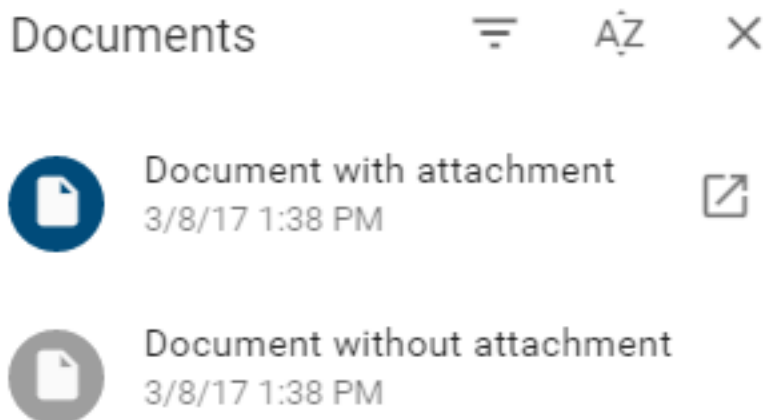 Documents AZ
Document with attachment
3/8/17 1:38 PM
Document without attachment
3/8/17 1:38 PM